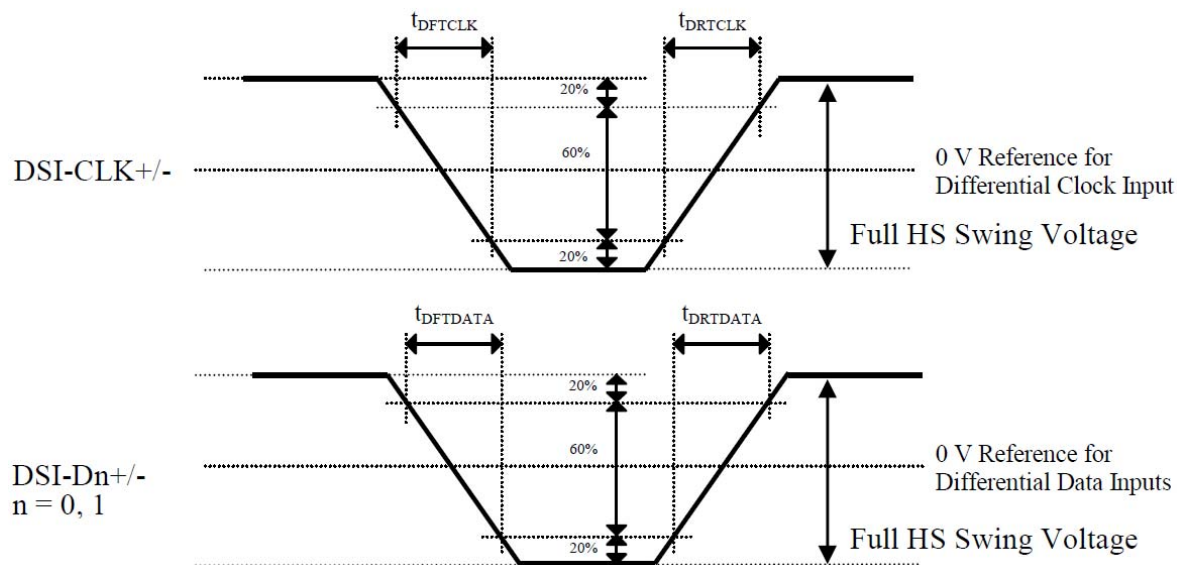 tDFTCLK
tDRTCLK
20%
60%
20%
DSI-CLK+/-
0 V Reference for
Differential Clock Input
Full HS Swing Voltage
tDFTDATA
tDRTDATA
20%
60%
20%
DSI-Dn+/-
n = 0, 1
0 V Reference for
Differential Data Inputs
Full HS Swing Voltage